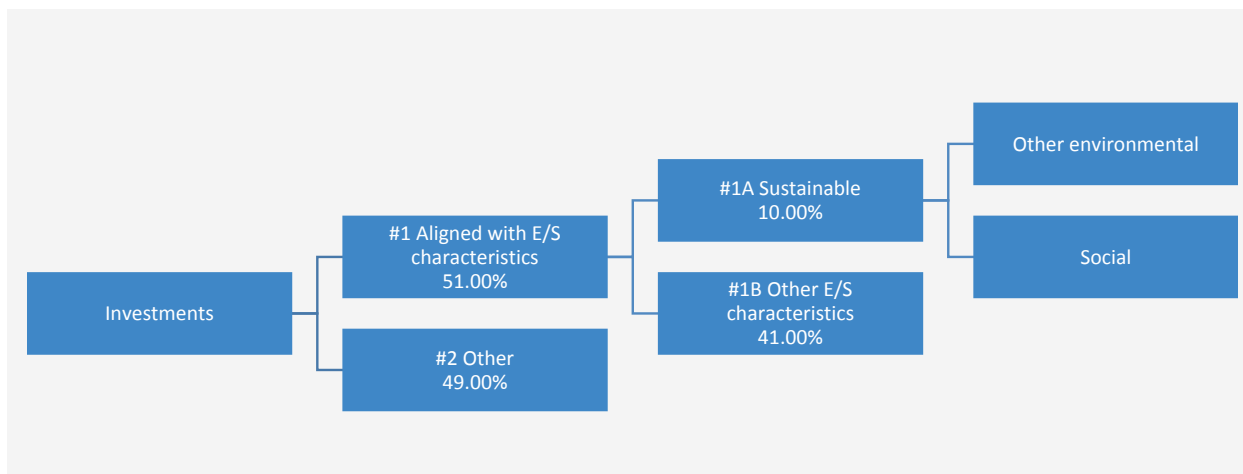 Investments
#1 Aligned with E/S
characteristics
51.00%
#2 Other
49.00%
#1A Sustainable
10.00%
#1B Other E/S
characteristics
41.00%
Other environmental
Social